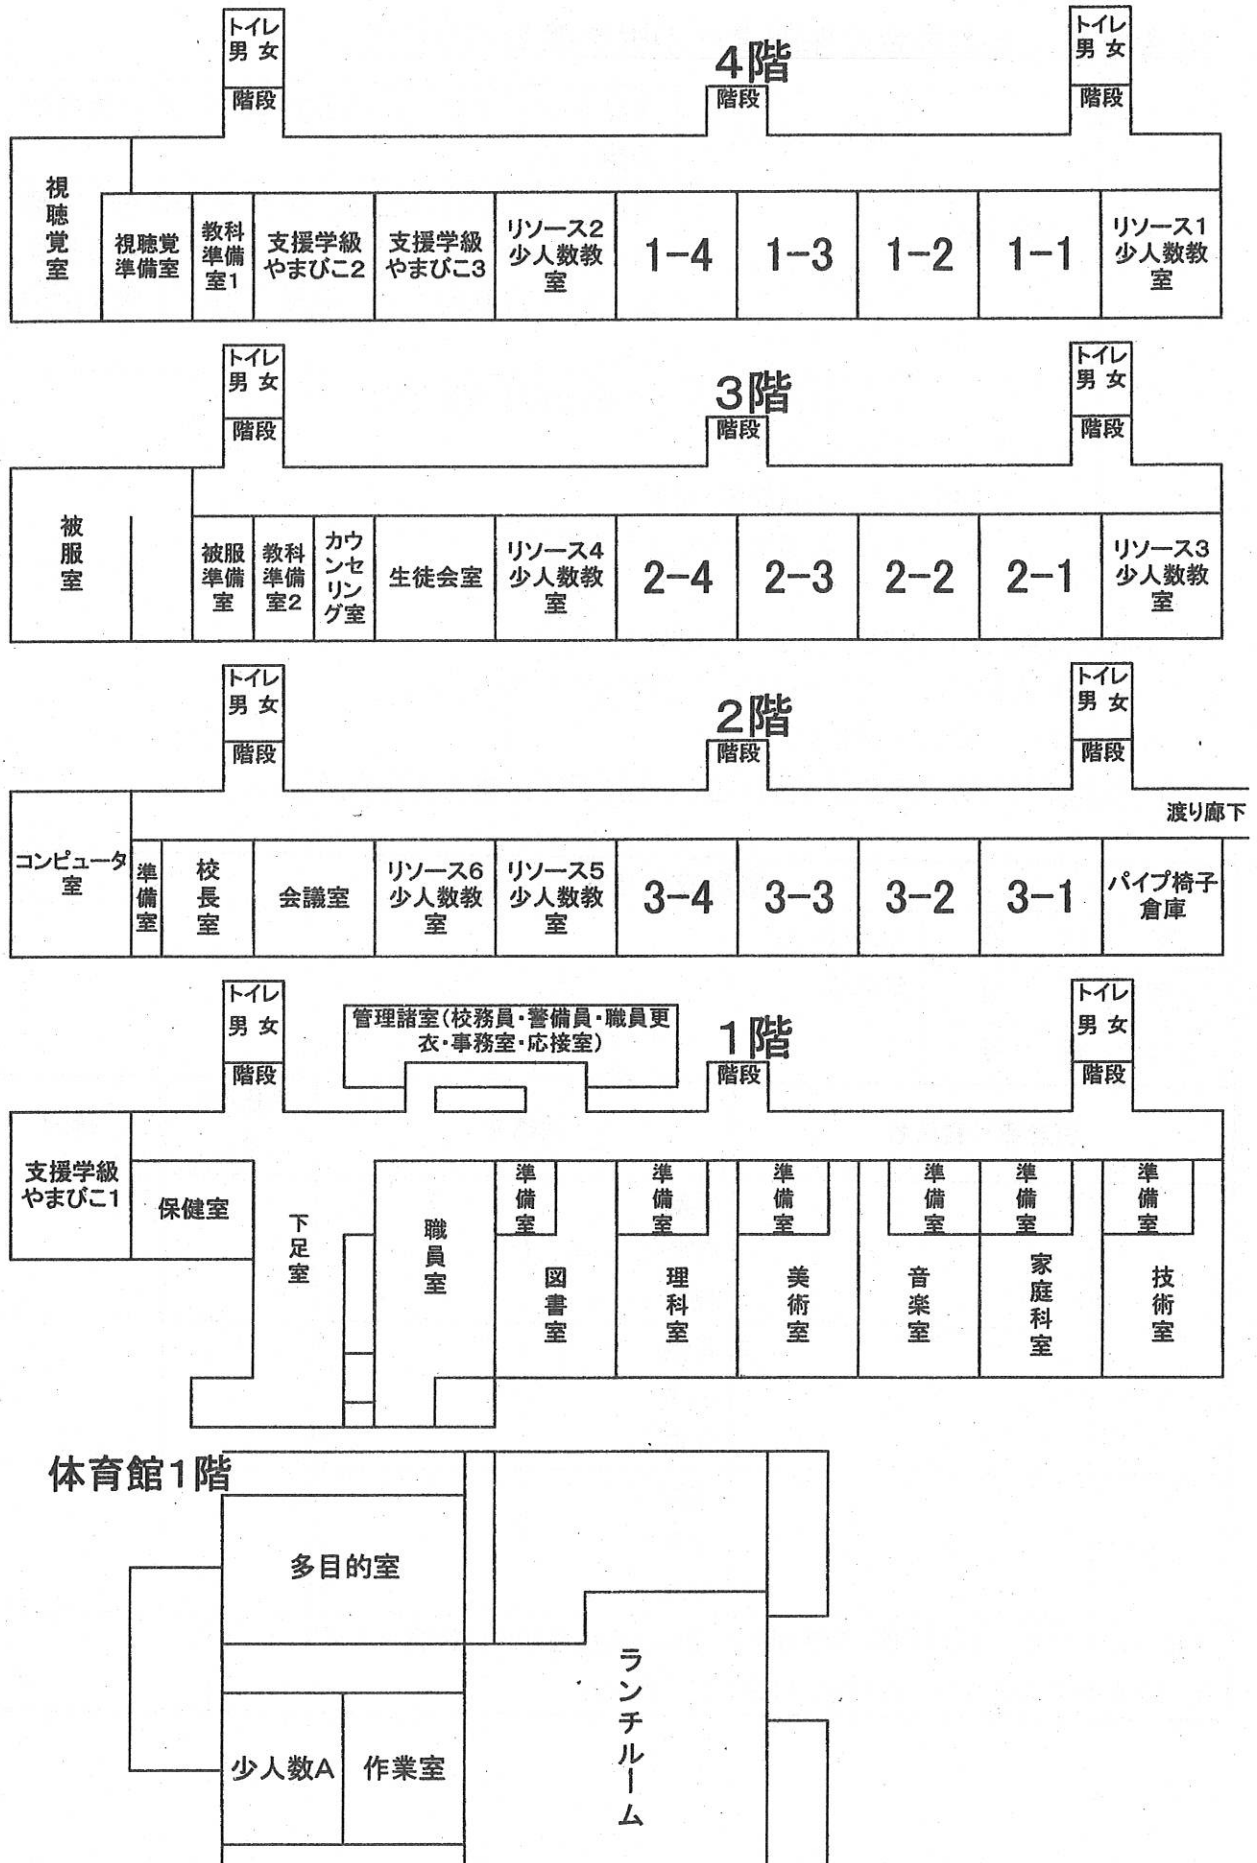 トイレ
男 女
階段
4階
階段
トイレ
男 女
階段
視聴覚室
視聴覚
準備室
教科
準備
室1
支援学級
やまびこ2
支援学級
やまびこ3
リソース2
少人数教
室
1-4
1-3
1-2
1-1
リソース1
少人数教
室
トイレ
男 女
階段
3階
階段
トイレ
男 女
階段
被服室
被服
準備
室
教科
準備
室2
カウ
ンセ
リン
グ室
生徒会室
リソース4
少人数教
室
2-4
2-3
2-2
2-1
リソース3
少人数教
室
トイレ
男 女
階段
2階
階段
トイレ
男 女
階段
渡り廊下
コンピュータ
室
準備室
校長室
会議室
リソース6
少人数教
室
リソース5
少人数教
室
3-4
3-3
3-2
3-1
パイプ椅子
倉庫
トイレ
男 女
階段
管理諸室(校務員・警備員・職員更
衣・事務室・応接室)
1階
階段
トイレ
男 女
階段
支援学級
やまびこ1
保健室
下足室
職員室
準備室
図書室
準備室
理科室
準備室
美術室
準備室
音楽室
準備室
家庭科室
準備室
技術室
体育館1階
多目的室
ランチルーム
少人数A
作業室